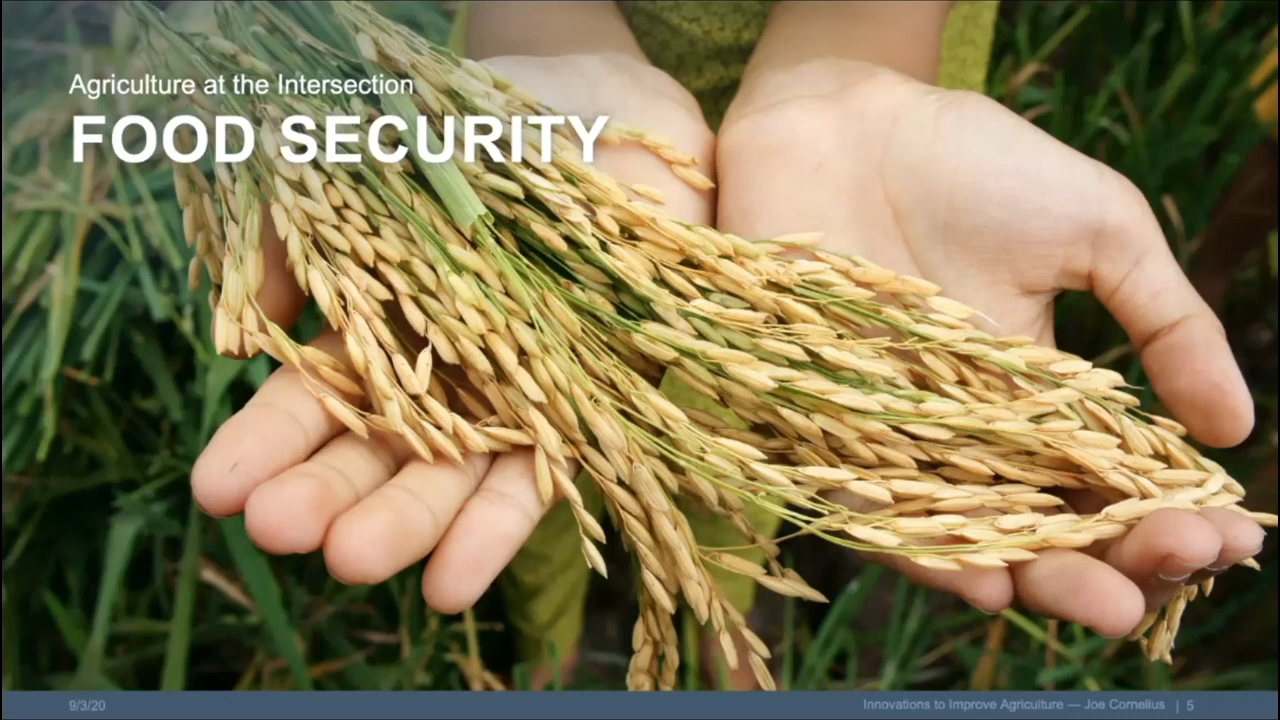 Agriculture at the Intersection
FOOD SECURITY
9/3/20
Innovations to Improve Agriculture — Joe Cornelius | 5